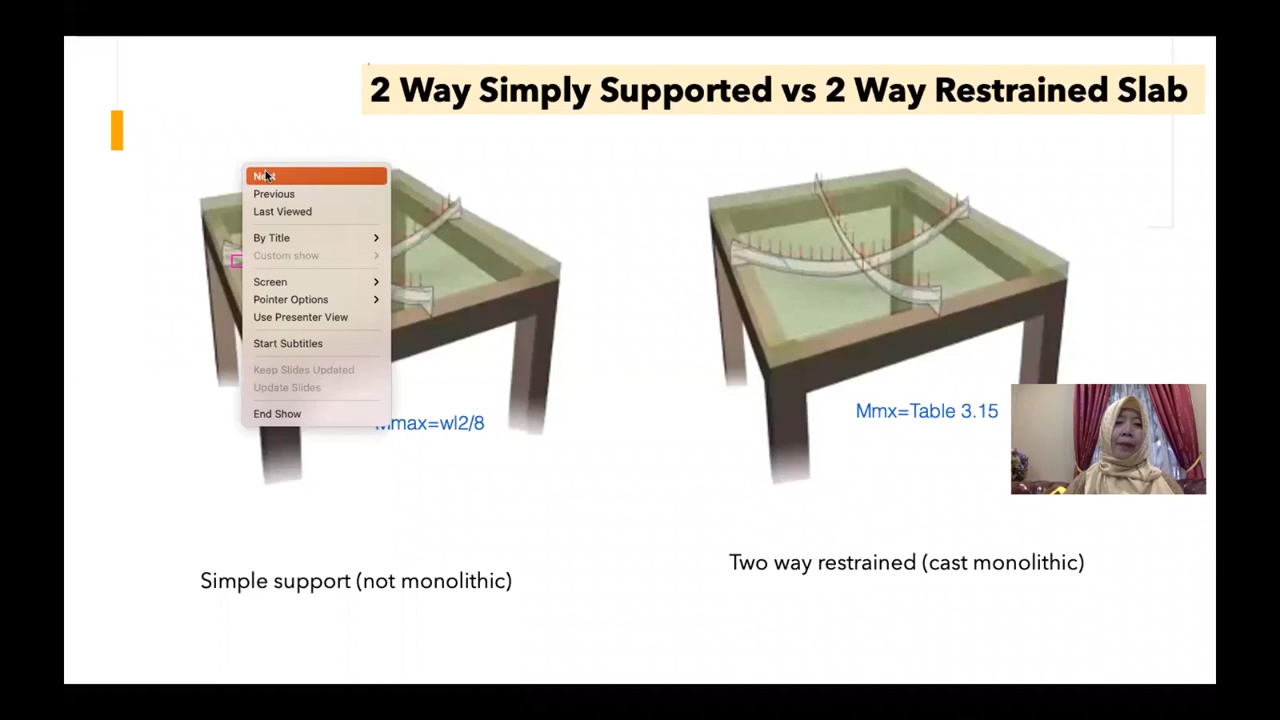 2 Way Simply Supported vs 2 Way Restrained Slab
Next
Previous
Last Viewed
By Title
Custom show
Screen
Pointer Options
Use Presenter View
Start Subtitles
Keep Slides Updated
Update Slides
End Show
Mmax=wl2/8
Mmx=Table 3.15
Simple support (not monolithic)
Two way restrained (cast monolithic)